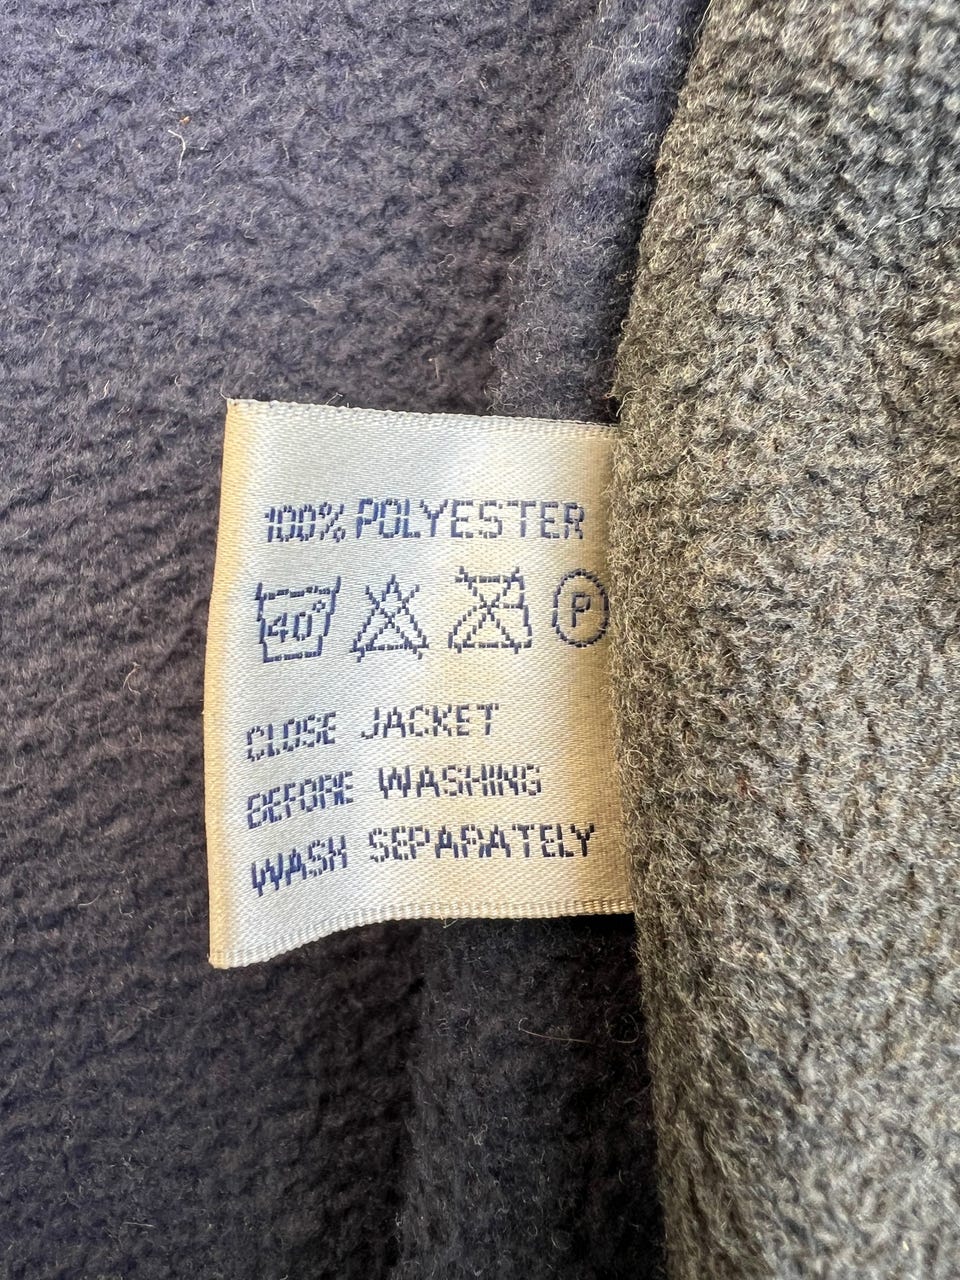 100% POLYESTER
40° P
CLOSE JACKET
BEFORE WASHING
WASH SEPARATELY